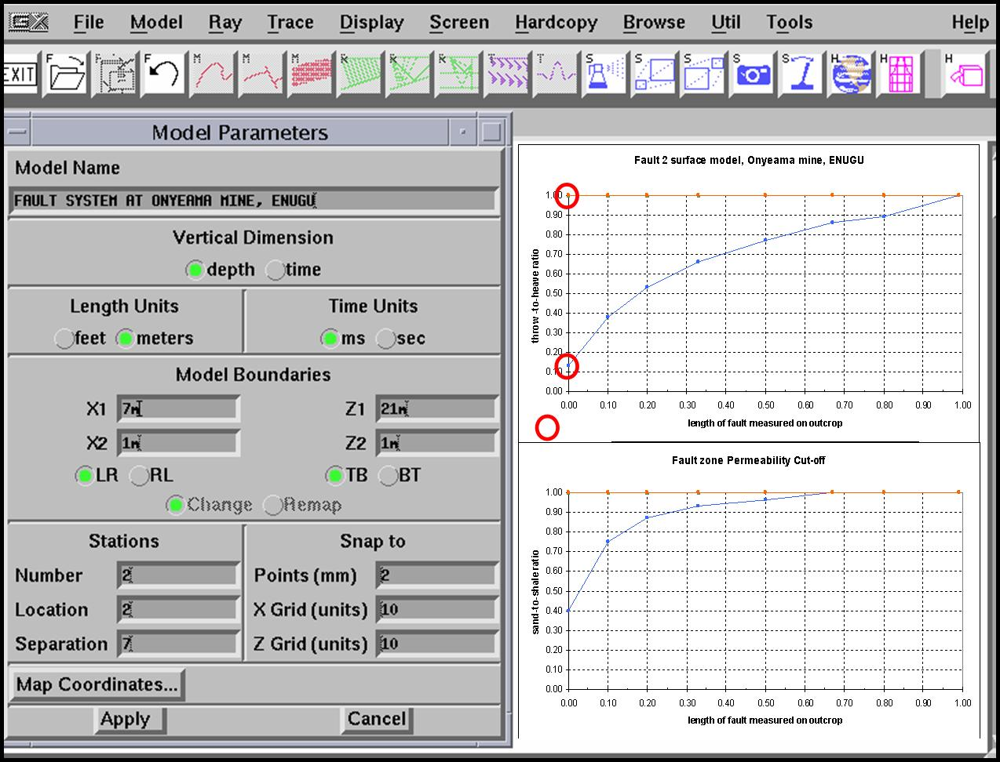 GX File Model Ray Trace Display Screen Hardcopy Browse Util Tools Help
EXIT F F F M M M R R R T T S S S S S H H H
Model Parameters
Model Name
FAULT SYSTEM AT ONYEAMA MINE, ENUGU
Vertical Dimension
depth time
Length Units Time Units
feet meters ms sec
Model Boundaries
X1 7m Z1 21m
X2 1m Z2 1m
LR RL TB BT
Change Remap
Stations Snap to
Number 2 Points (mm) 2
Location 2 X Grid (units) 10
Separation 7 Z Grid (units) 10
Map Coordinates...
Apply Cancel
Fault 2 surface model, Onyeama mine, ENUGU
throw-to-heave ratio
1.00
0.90
0.80
0.70
0.60
0.50
0.40
0.30
0.20
0.10
0.00
0.00 0.10 0.20 0.30 0.40 0.50 0.60 0.70 0.80 0.90 1.00
length of fault measured on outcrop
Fault zone Permeability Cut-off
sand-to-shale ratio
1.00
0.90
0.80
0.70
0.60
0.50
0.40
0.30
0.20
0.10
0.00
0.00 0.10 0.20 0.30 0.40 0.50 0.60 0.70 0.80 0.90 1.00
length of fault measured on outcrop